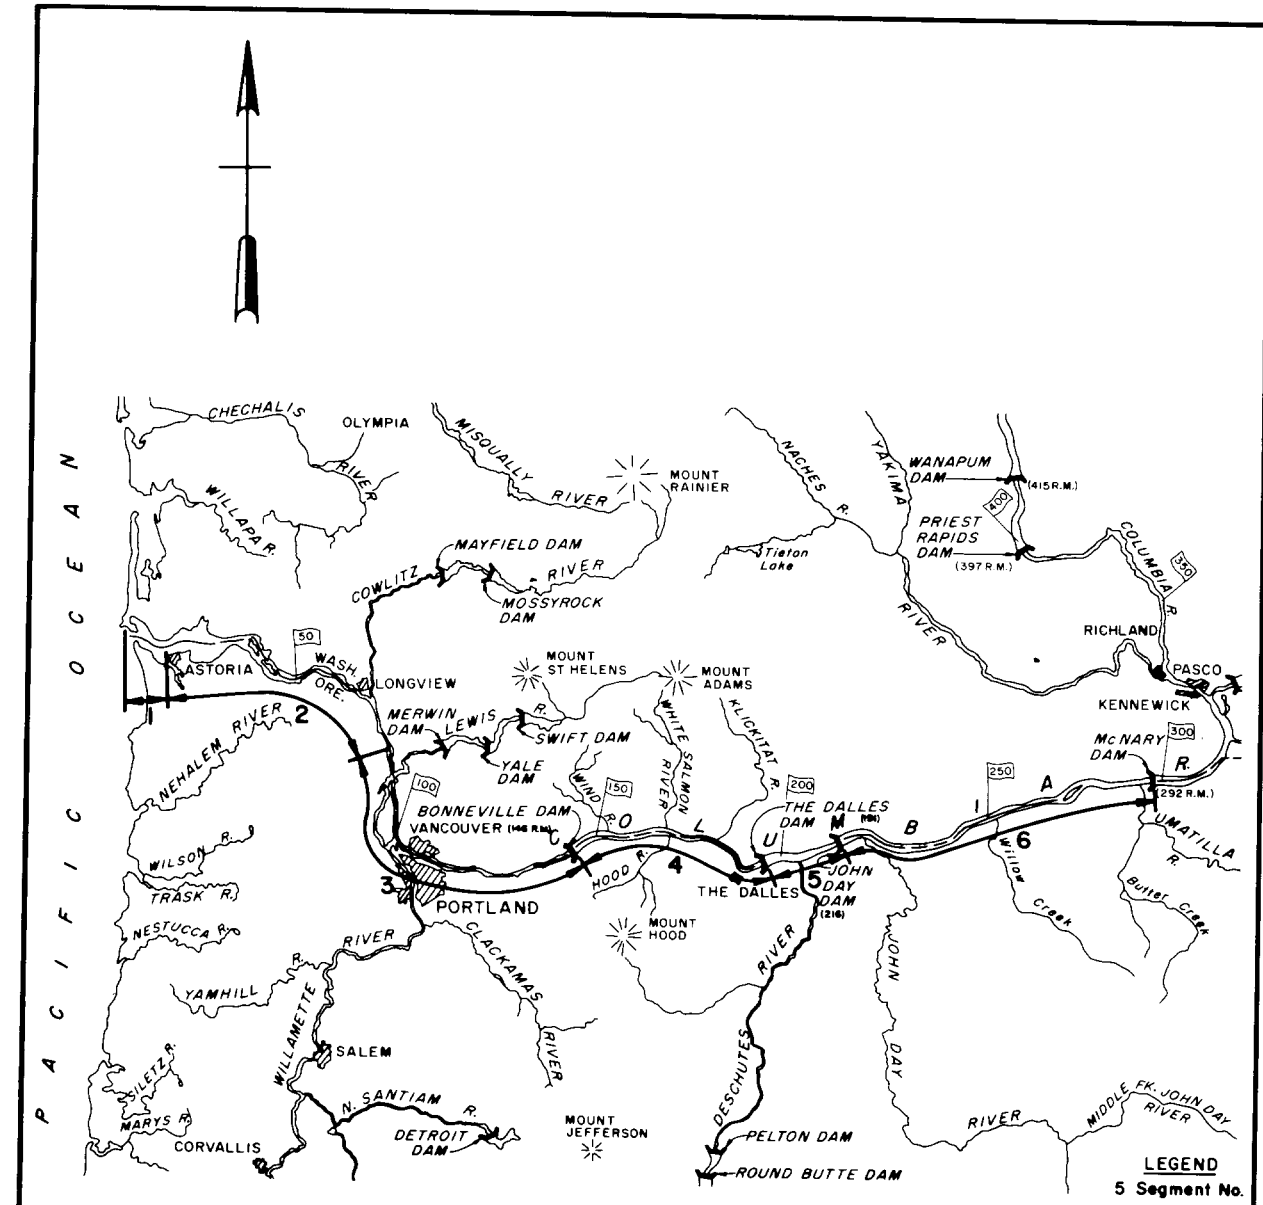 PACIFIC OCEAN
CHECHALIS
RIVER
OLYMPIA
WILLAPA R.
MISQUALLY
RIVER
MOUNT
RAINIER
NACHES
R.
YAKIMA
RIVER
WANAPUM
DAM
(415 R.M.)
400
PRIEST
RAPIDS
DAM
(397 R.M.)
COLUMBIA
R.
350
Tieton
Lake
MAYFIELD DAM
COWLITZ
RIVER
MOSSYROCK
DAM
RICHLAND
PASCO
KENNEWICK
50
WASH.
ORE.
ASTORIA
LONGVIEW
MOUNT
ST HELENS
MOUNT
ADAMS
1
2
NEHALEM RIVER
MERWIN
DAM
LEWIS
R.
SWIFT DAM
YALE
DAM
WHITE SALMON
RIVER
KLICKITAT
R.
WIND
R.
McNARY
DAM
300
(292 R.M.)
100
150
200
250
BONNEVILLE DAM
VANCOUVER (146 R.M.)
THE DALLES
DAM (191)
C O L U M B I A R.
WILSON R.
TRASK R.
NESTUCCA R.
3
PORTLAND
HOOD R.
4
THE DALLES
5
JOHN
DAY
DAM
(216)
6
UMATILLA
R.
Willow
Creek
Butter Creek
MOUNT
HOOD
RIVER
CLACKAMAS
RIVER
YAMHILL
R.
WILLAMETTE
RIVER
DESCHUTES
JOHN
DAY
RIVER
MIDDLE FK. JOHN DAY
RIVER
SALEM
SILETZ R.
MARYS R.
CORVALLIS
N. SANTIAM
R.
DETROIT
DAM
MOUNT
JEFFERSON
PELTON DAM
ROUND BUTTE DAM
LEGEND
5 Segment No.